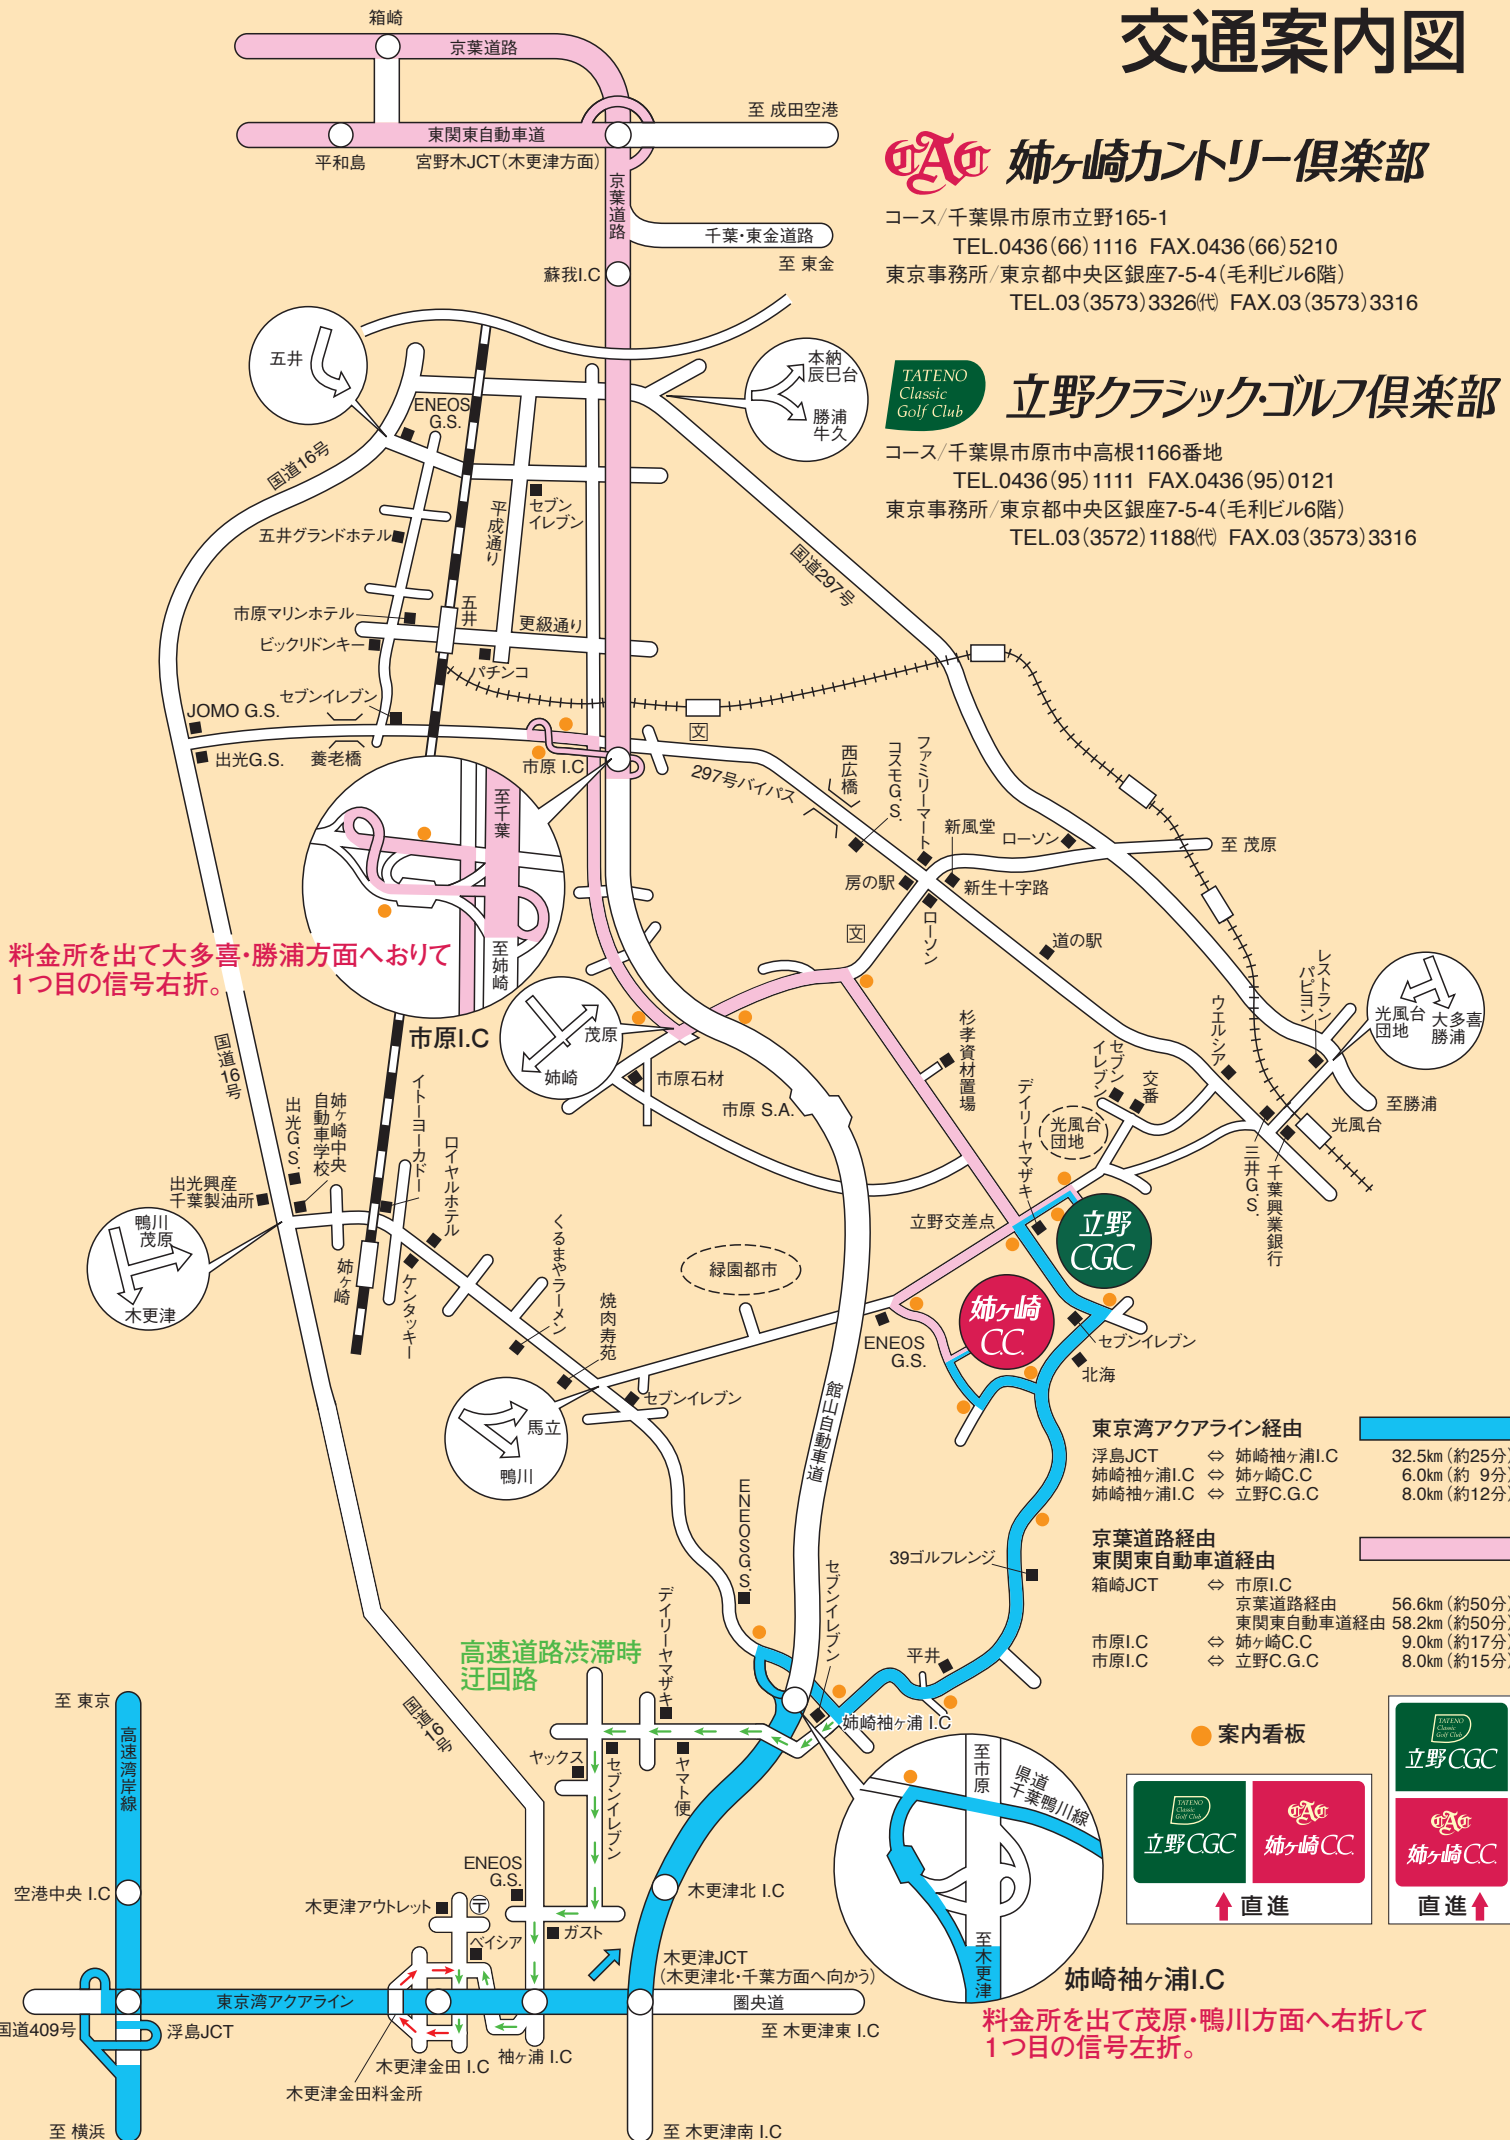 交通案内図
箱崎
京葉道路
至 成田空港
東関東自動車道
平和島
宮野木JCT(木更津方面)
京葉道路
千葉・東金道路
至 東金
蘇我I.C
CAC 姉ヶ崎カントリー倶楽部
コース/千葉県市原市立野165-1
TEL.0436(66)1116 FAX.0436(66)5210
東京事務所/東京都中央区銀座7-5-4(毛利ビル6階)
TEL.03(3573)3326㈹ FAX.03(3573)3316
TATENO
Classic
Golf Club
立野クラシック・ゴルフ倶楽部
コース/千葉県市原市中高根1166番地
TEL.0436(95)1111 FAX.0436(95)0121
東京事務所/東京都中央区銀座7-5-4(毛利ビル6階)
TEL.03(3572)1188㈹ FAX.03(3573)3316
五井
本納
辰巳台
勝浦
牛久
ENEOS
G.S.
国道16号
セブン
イレブン
平成通り
五井グランドホテル
国道297号
市原マリンホテル
五井
更級通り
ビックリドンキー
パチンコ
セブンイレブン
JOMO G.S.
出光G.S.
養老橋
市原 I.C
文
297号バイパス
西広橋
コスモG.S.
ファミリーマート
新風堂
ローソン
至 茂原
房の駅
新生十字路
ローソン
文
道の駅
至千葉
至姉崎
料金所を出て大多喜・勝浦方面へおりて
1つ目の信号右折。
市原I.C
茂原
姉崎
市原石材
市原 S.A.
杉孝資材置場
デイリーヤマザキ
セブン
イレブン
交番
ウエルシア
レストラン
パピヨン
光風台
団地
大多喜
勝浦
至勝浦
光風台
光風台
団地
三井G.S.
千葉興業銀行
国道16号
出光G.S.
姉ヶ崎中央
自動車学校
イトーヨーカドー
ロイヤルホテル
出光興産
千葉製油所
鴨川
茂原
木更津
姉ヶ崎
ケンタッキー
くるまやラーメン
焼肉寿苑
緑園都市
立野交差点
立野
C.G.C
姉ヶ崎
C.C.
ENEOS
G.S.
セブンイレブン
北海
馬立
鴨川
セブンイレブン
館山自動車道
東京湾アクアライン経由
浮島JCT ⇔ 姉崎袖ヶ浦I.C 32.5㎞(約25分)
姉崎袖ヶ浦I.C ⇔ 姉ヶ崎C.C 6.0㎞(約 9分)
姉崎袖ヶ浦I.C ⇔ 立野C.G.C 8.0㎞(約12分)
京葉道路経由
東関東自動車道経由
箱崎JCT ⇔ 市原I.C
京葉道路経由 56.6㎞(約50分)
東関東自動車道経由 58.2㎞(約50分)
市原I.C ⇔ 姉ヶ崎C.C 9.0㎞(約17分)
市原I.C ⇔ 立野C.G.C 8.0㎞(約15分)
ENEOSG.S.
39ゴルフレンジ
セブンイレブン
平井
デイリーヤマザキ
高速道路渋滞時
迂回路
国道16号
姉崎袖ヶ浦 I.C
ヤックス
セブンイレブン
ヤマト便
至 東京
高速湾岸線
空港中央 I.C
ENEOS
G.S.
木更津アウトレット
〒
ベイシア
ガスト
木更津北 I.C
木更津JCT
(木更津北・千葉方面へ向かう)
東京湾アクアライン
圏央道
国道409号
浮島JCT
至 木更津東 I.C
木更津金田 I.C
袖ヶ浦 I.C
木更津金田料金所
至 横浜
至 木更津南 I.C
至市原
県道
千葉鴨川線
至木更津
姉崎袖ヶ浦I.C
料金所を出て茂原・鴨川方面へ右折して
1つ目の信号左折。
案内看板
TATENO
Classic
Golf Club
立野C.G.C
CAC
姉ヶ崎C.C.
直進
TATENO
Classic
Golf Club
立野C.G.C
CAC
姉ヶ崎C.C.
直進